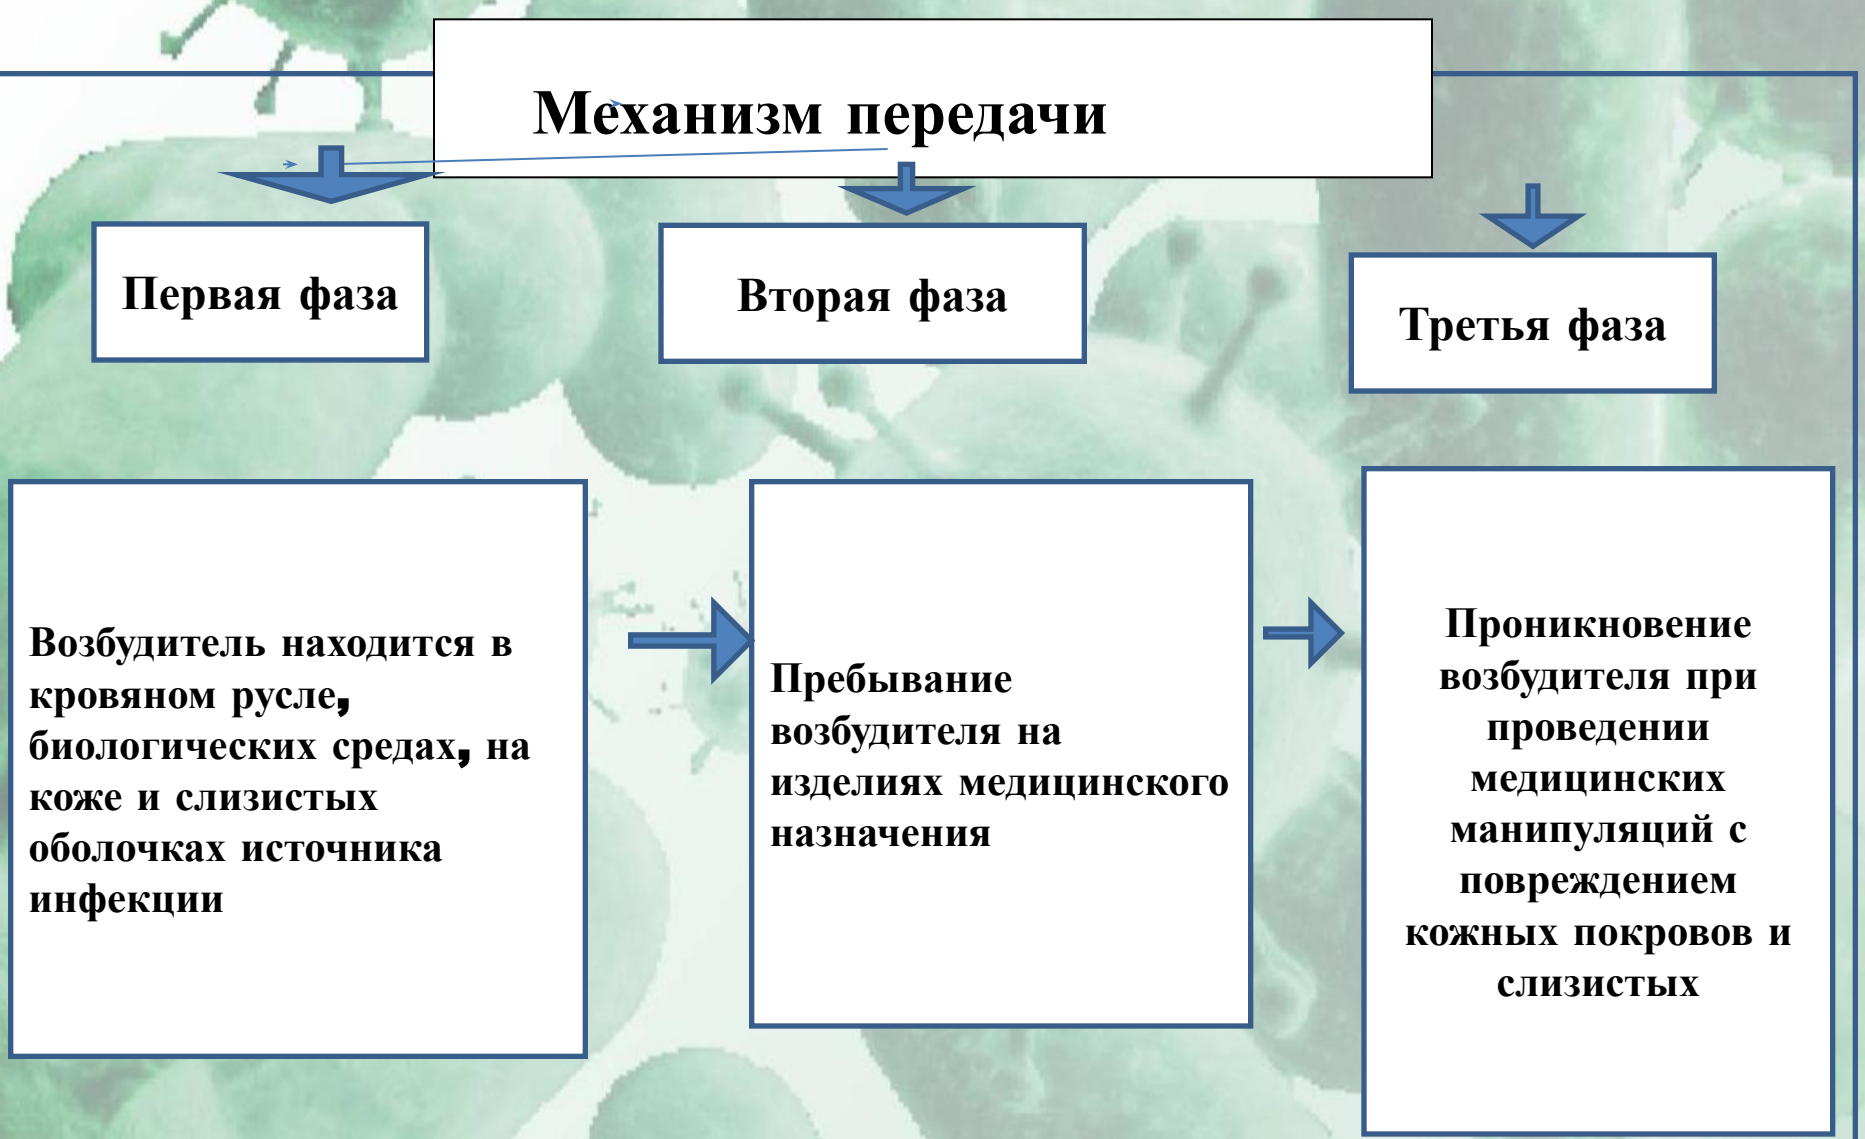 Механизм передачи
Первая фаза
Вторая фаза
Третья фаза
Возбудитель находится в
кровяном русле,
биологических средах, на
коже и слизистых
оболочках источника
инфекции
Пребывание
возбудителя на
изделиях медицинского
назначения
Проникновение
возбудителя при
проведении
медицинских
манипуляций с
повреждением
кожных покровов и
слизистых